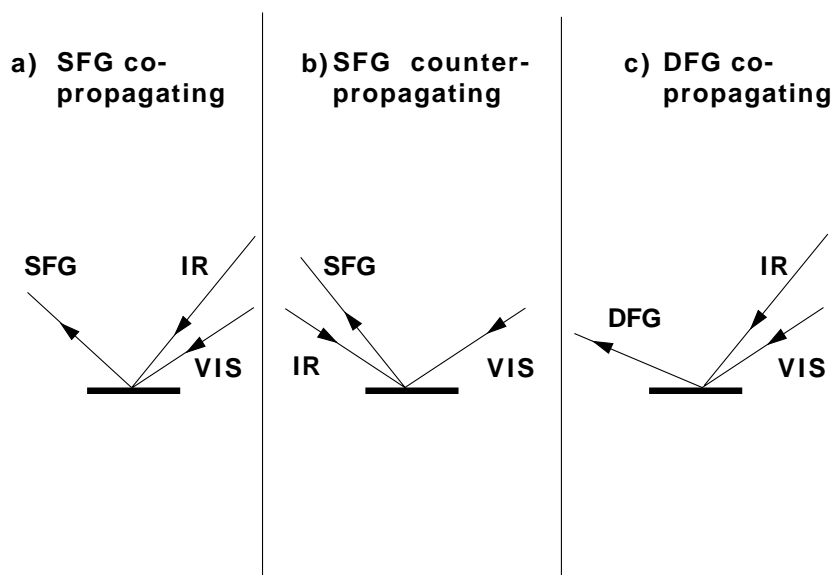 a) SFG co-
propagating
b) SFG counter-
propagating
c) DFG co-
propagating
SFG
IR
VIS
SFG
IR
VIS
DFG
IR
VIS